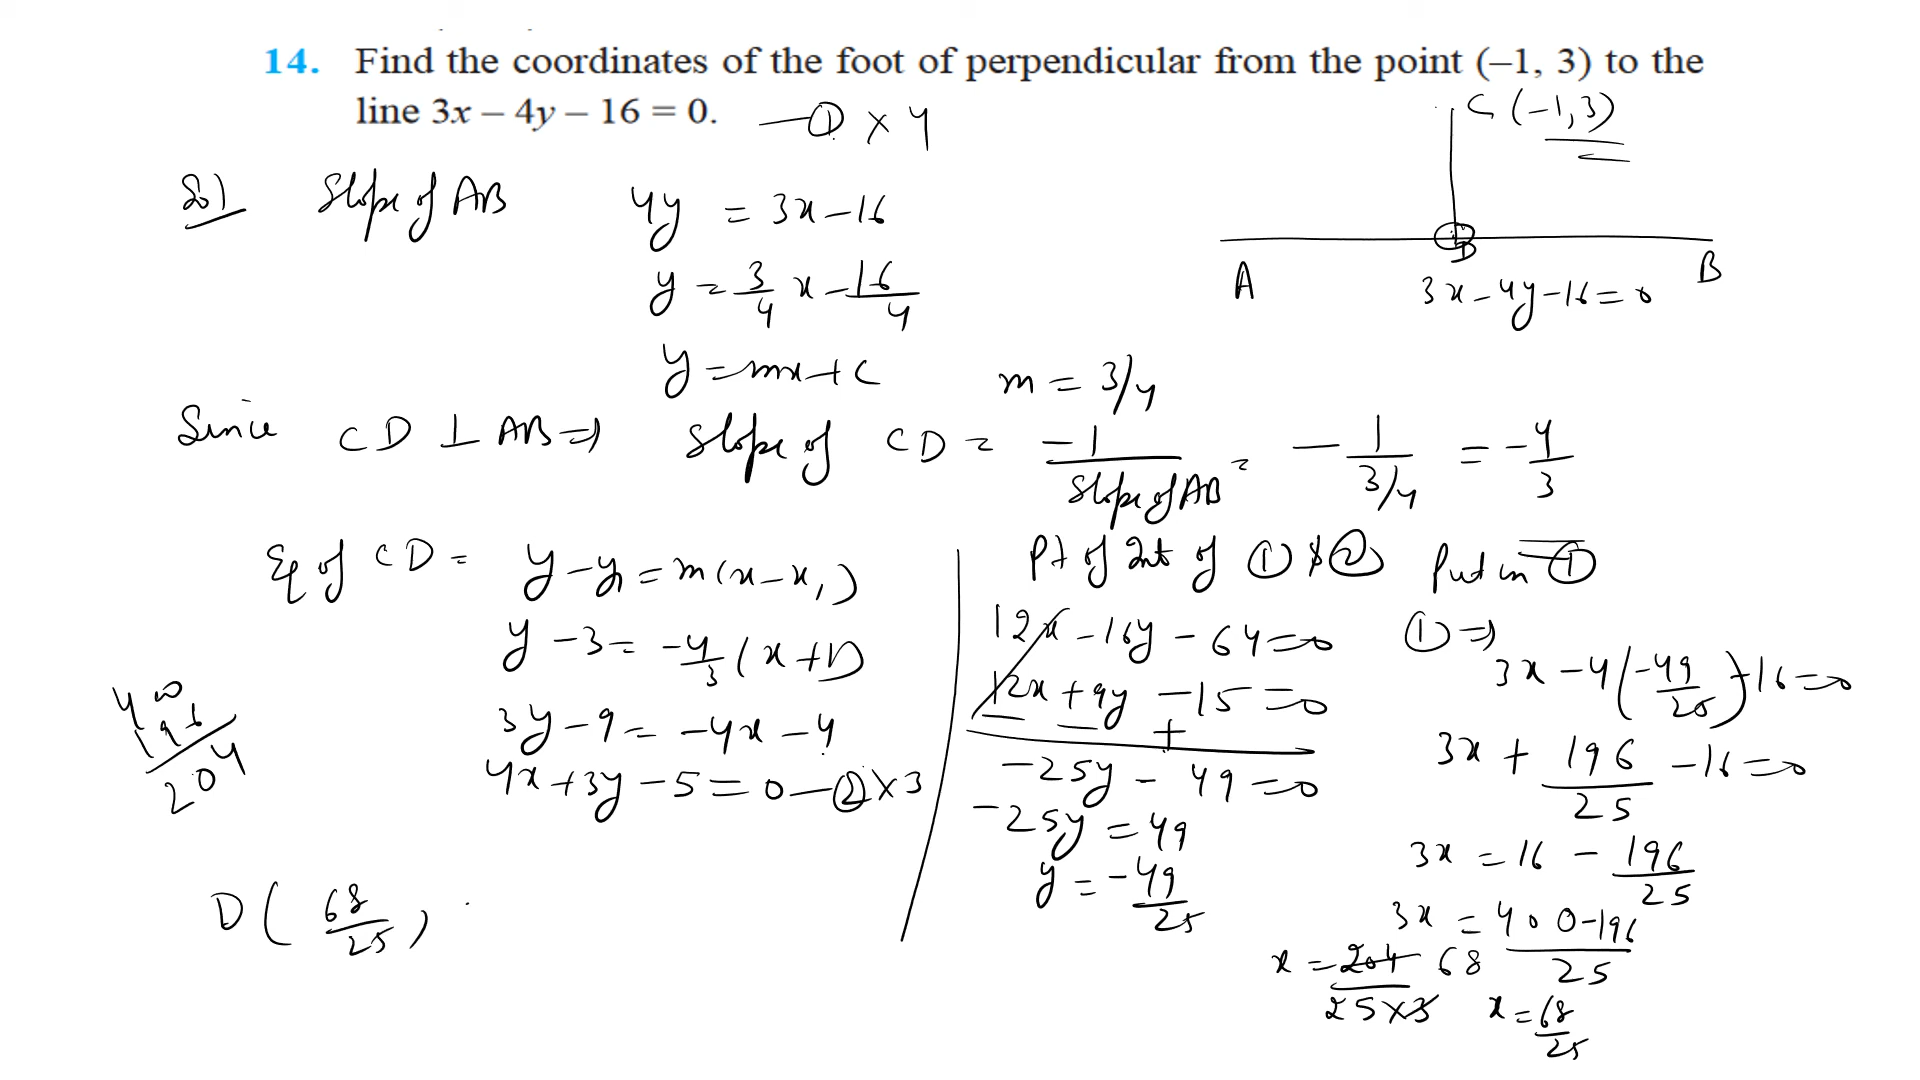 14. Find the coordinates of the foot of perpendicular from the point (–1, 3) to the
line 3x – 4y – 16 = 0. —① × 4
C (-1,3)
A D B
3x-4y-16=0
Sol Slope of AB 4y = 3x-16
y = 3/4 x - 16/4
y = mx+c m = 3/4
Since CD ⊥ AB ⇒ Slope of CD = -1/Slope of AB = -1/3/4 = -4/3
Eq of CD = y-y1 = m(x-x1)
y-3 = -4/3 (x+1)
3y-9 = -4x-4
4x+3y-5=0 —② × 3
400
196
204
D( 68/25 ,
Pt of Int of ① & ②
12x-16y-64=0
12x+9y-15=0
- - +
-25y-49=0
-25y=49
y = -49/25
Put in ①
① ⇒
3x-4(-49/25)-16=0
3x + 196/25 -16=0
3x = 16 - 196/25
3x = 400-196/25
x = 204/25×3 68
x = 68/25